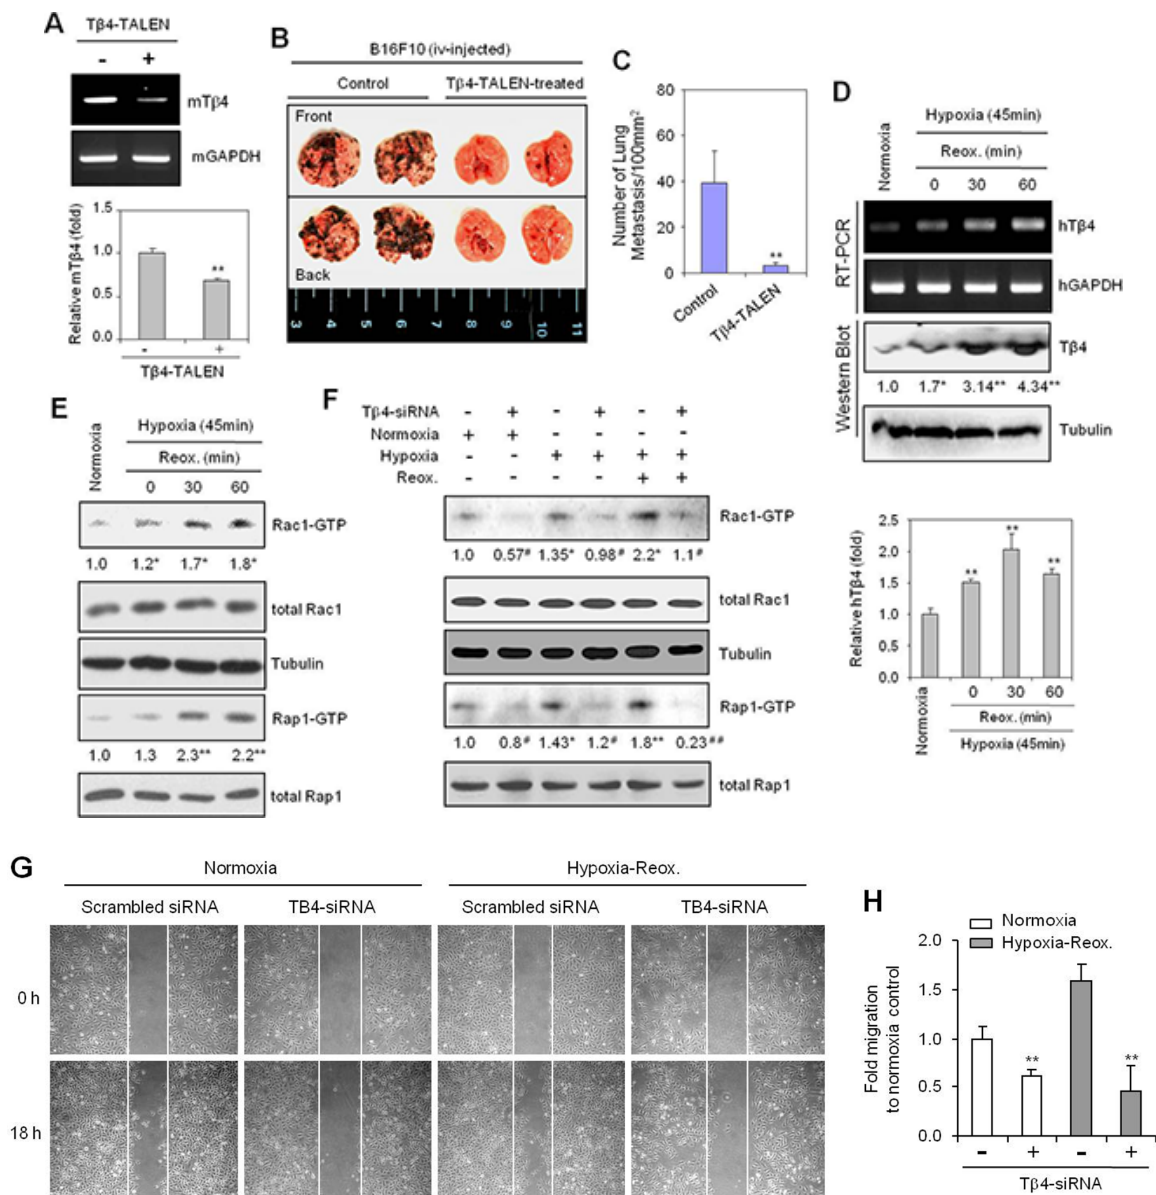 A
Tβ4-TALEN
- +
mTβ4
mGAPDH
Relative mTβ4 (fold)
1.5
1.0
0.5
0.0
- +
Tβ4-TALEN
B
B16F10 (iv-injected)
Control Tβ4-TALEN-treated
Front
Back
3 4 5 6 7 8 9 10 11
C
Number of Lung
Metastasis/100mm²
80
60
40
20
0
**
Control Tβ4-TALEN
D
Hypoxia (45min)
Normoxia Reox. (min)
0 30 60
RT-PCR
hTβ4
hGAPDH
Western Blot
Tβ4
1.0 1.7* 3.14** 4.34**
Tubulin
Relative hTβ4 (fold)
2.5
2.0
1.5
1.0
0.5
0.0
** ** **
Normoxia 0 30 60
Reox. (min)
Hypoxia (45min)
E
Hypoxia (45min)
Normoxia Reox. (min)
0 30 60
Rac1-GTP
1.0 1.2* 1.7* 1.8*
total Rac1
Tubulin
Rap1-GTP
1.0 1.3 2.3** 2.2**
total Rap1
F
Tβ4-siRNA - + - + - +
Normoxia + + - - - -
Hypoxia - - + + + +
Reox. - - - - + +
Rac1-GTP
1.0 0.57# 1.35* 0.98# 2.2* 1.1#
total Rac1
Tubulin
Rap1-GTP
1.0 0.8# 1.43* 1.2# 1.8** 0.23##
total Rap1
G
Normoxia Hypoxia-Reox.
Scrambled siRNA TB4-siRNA Scrambled siRNA TB4-siRNA
0 h
18 h
H
Normoxia
Hypoxia-Reox.
Fold migration
to normoxia control
2.0
1.5
1.0
0.5
0.0
** **
- + - +
Tβ4-siRNA